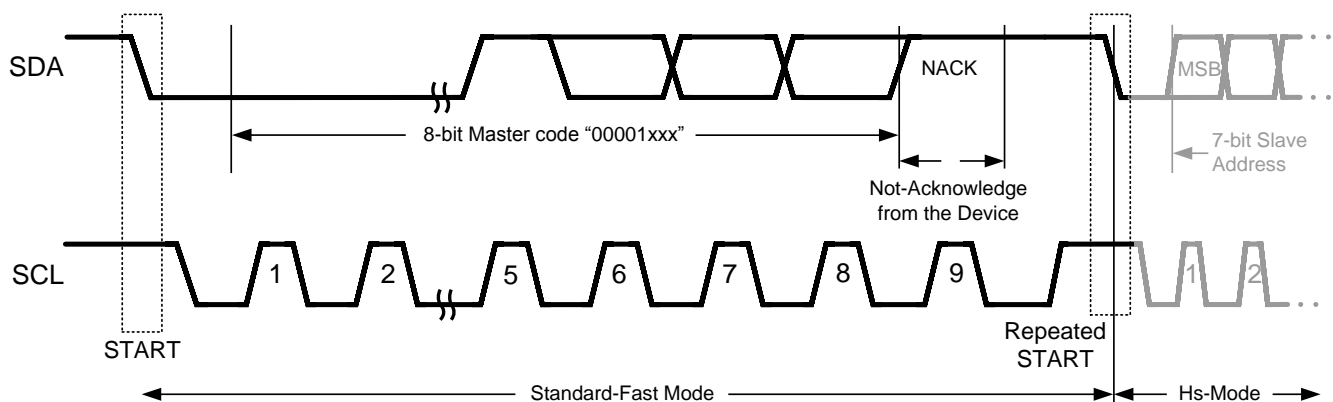 SDA
NACK
MSB
8-bit Master code “00001xxx”
7-bit Slave
Address
Not-Acknowledge
from the Device
SCL
1
2
5
6
7
8
9
1
2
START
Repeated
START
Standard-Fast Mode
Hs-Mode